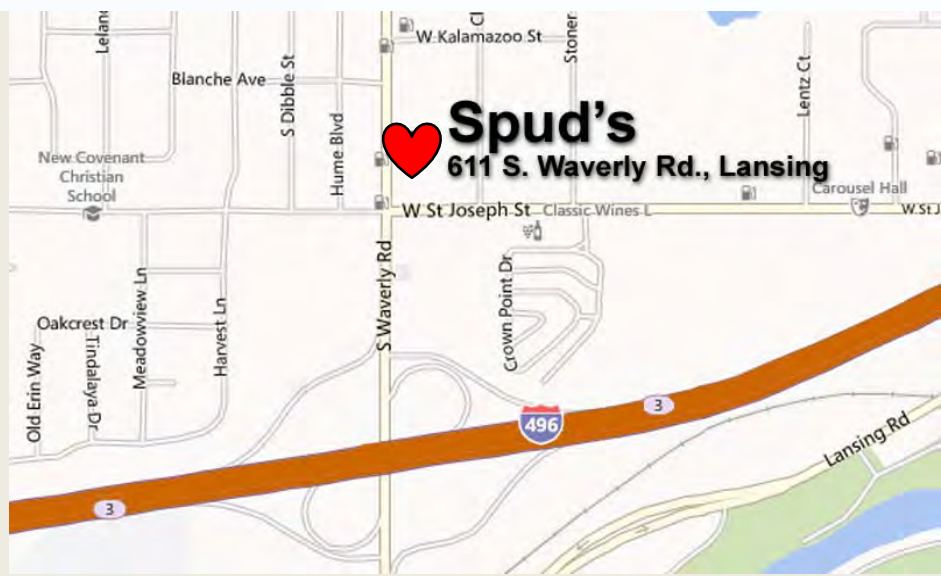 Leland
Cl
Stoner
W Kalamazoo St
Blanche Ave
S Dibble St
Hume Blvd
Lentz Ct
Spud's
611 S. Waverly Rd., Lansing
New Covenant
Christian
School
Carousel Hall
W St Joseph St
Classic Wines L
W St J
S Waverly Rd
Crown Point Dr
Meadowview Ln
Harvest Ln
Oakcrest Dr
Old Erin Way
Tindalaya Dr
496
3
Lansing Rd
3